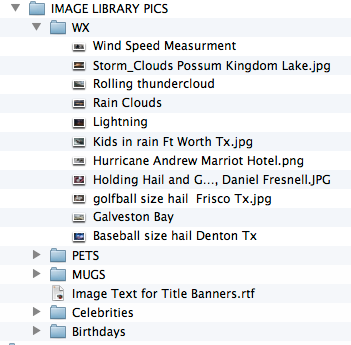 IMAGE LIBRARY PICS
WX
Wind Speed Measurment
Storm_Clouds Possum Kingdom Lake.jpg
Rolling thundercloud
Rain Clouds
Lightning
Kids in rain Ft Worth Tx.jpg
Hurricane Andrew Marriot Hotel.png
Holding Hail and G..., Daniel Fresnell.JPG
golfball size hail  Frisco Tx.jpg
Galveston Bay
Baseball size hail Denton Tx
PETS
MUGS
Image Text for Title Banners.rtf
Celebrities
Birthdays